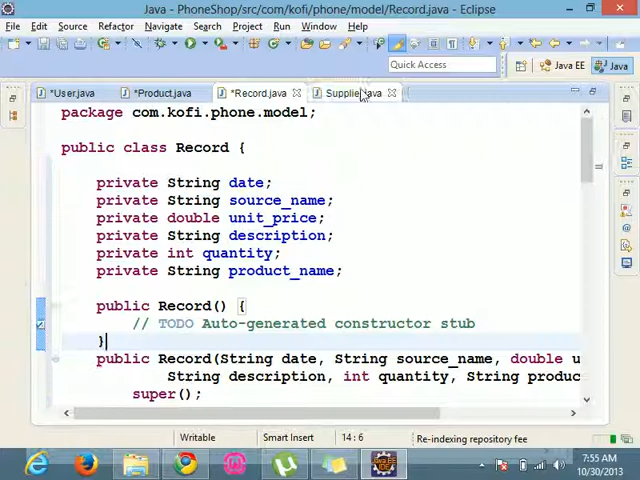 Java - PhoneShop/src/com/kofi/phone/model/Record.java - Eclipse
File Edit Source Refactor Navigate Search Project Run Window Help
Quick Access
Java EE
Java
*User.java
*Product.java
*Record.java
package com.kofi.phone.model;
public class Record {
private String date;
private String source_name;
private double unit_price;
private String description;
private int quantity;
private String product_name;
public Record() {
// TODO Auto-generated constructor stub
}
public Record(String date, String source_name, double u
String description, int quantity, String produc
super();
Writable
Smart Insert
14 : 6
Re-indexing repository fee
7:55 AM
10/30/2013